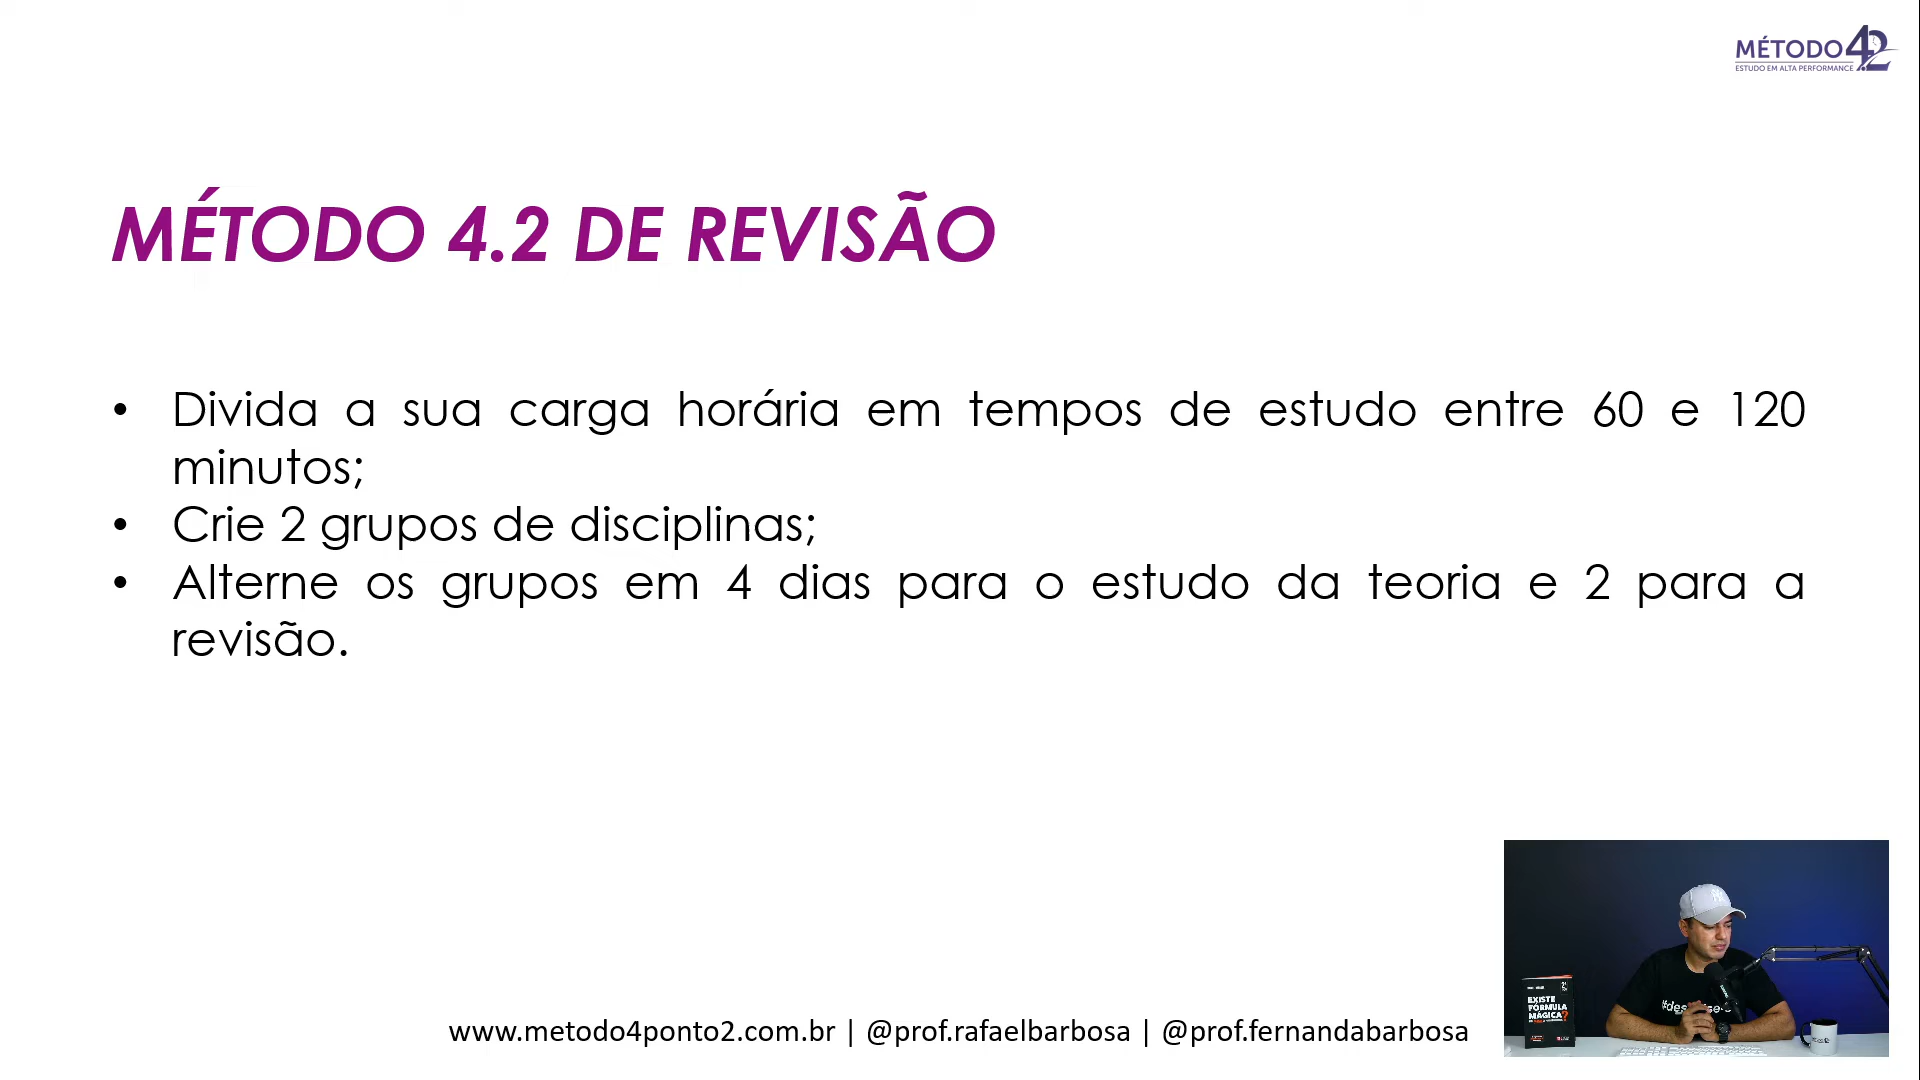 MÉTODO 4.2
ESTUDO EM ALTA PERFORMANCE
MÉTODO 4.2 DE REVISÃO
• Divida a sua carga horária em tempos de estudo entre 60 e 120
minutos;
• Crie 2 grupos de disciplinas;
• Alterne os grupos em 4 dias para o estudo da teoria e 2 para a
revisão.
EXISTE
FÓRMULA
MÁGICA?
www.metodo4ponto2.com.br | @prof.rafaelbarbosa | @prof.fernandabarbosa